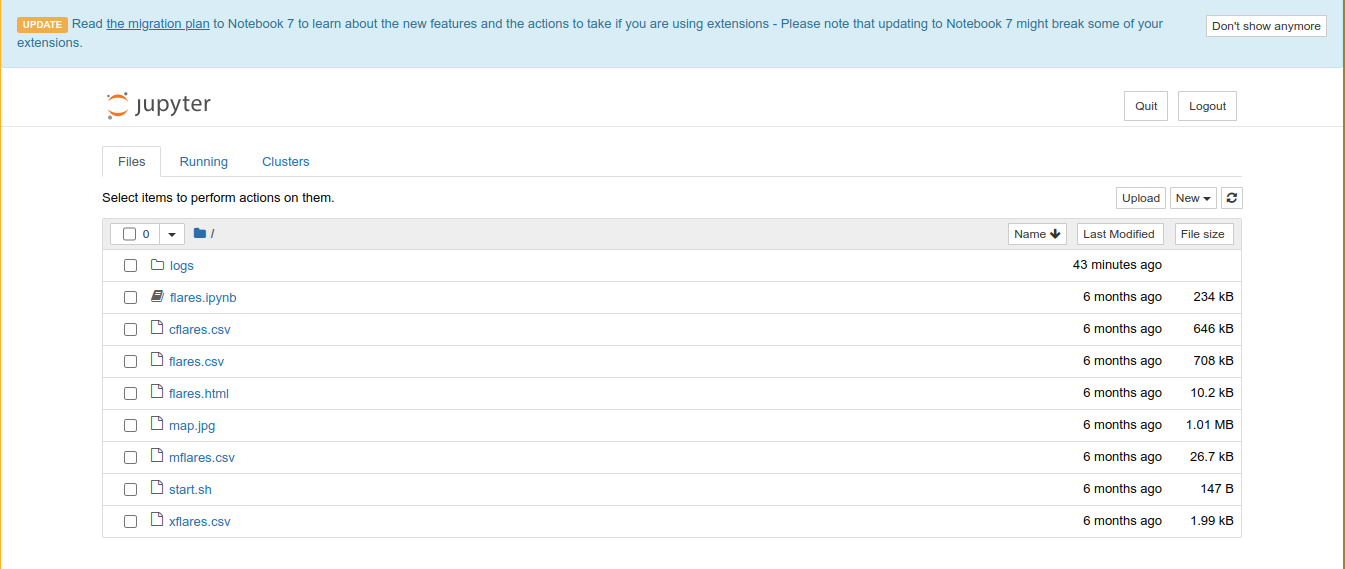 UPDATE Read the migration plan to Notebook 7 to learn about the new features and the actions to take if you are using extensions - Please note that updating to Notebook 7 might break some of your
extensions.
Don't show anymore
jupyter
Quit Logout
Files Running Clusters
Select items to perform actions on them.
Upload New
0 / Name Last Modified File size
logs 43 minutes ago
flares.ipynb 6 months ago 234 kB
cflares.csv 6 months ago 646 kB
flares.csv 6 months ago 708 kB
flares.html 6 months ago 10.2 kB
map.jpg 6 months ago 1.01 MB
mflares.csv 6 months ago 26.7 kB
start.sh 6 months ago 147 B
xflares.csv 6 months ago 1.99 kB